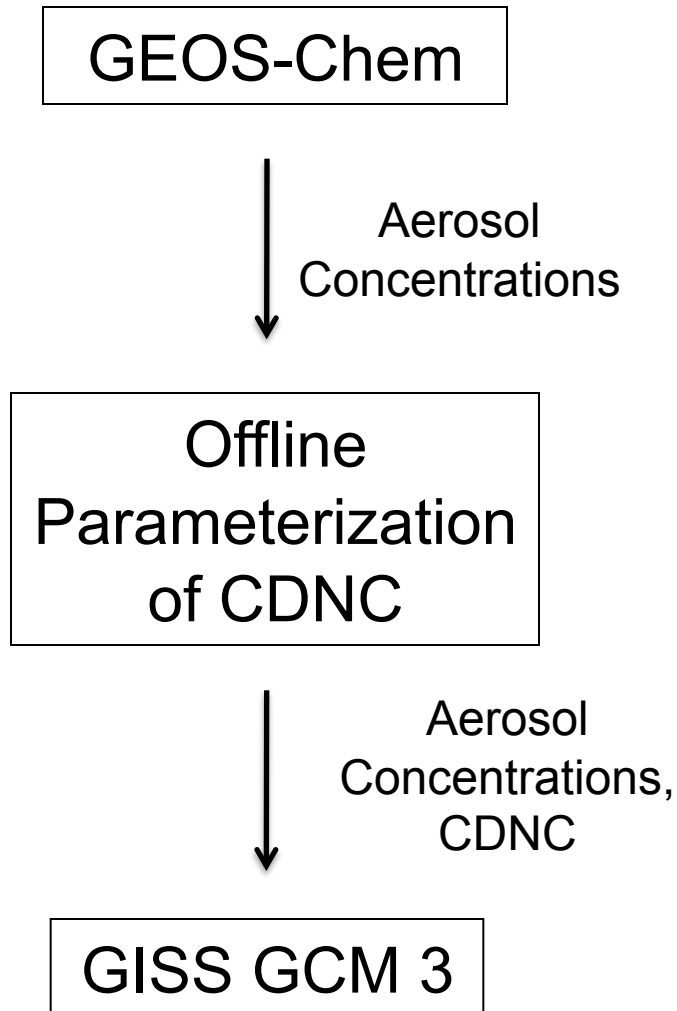 GEOS-Chem
Aerosol
Concentrations
Offline
Parameterization
of CDNC
Aerosol
Concentrations,
CDNC
GISS GCM 3